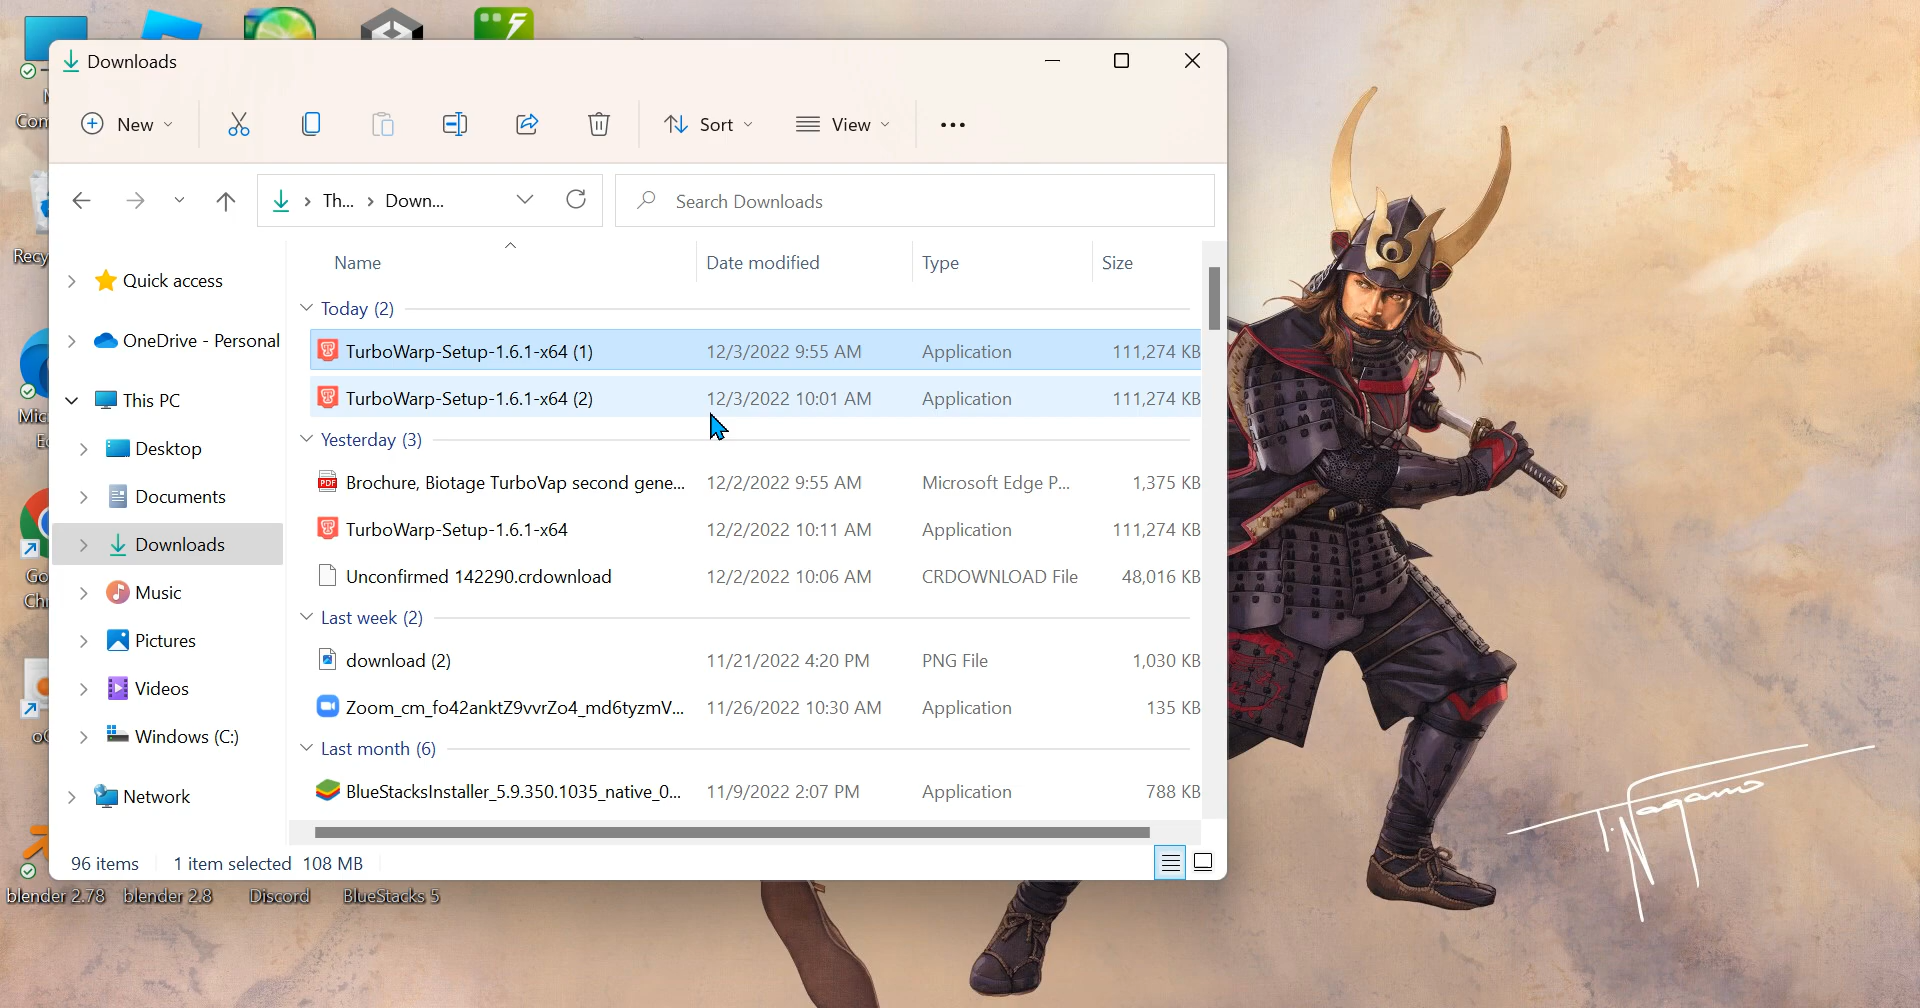 Downloads
New
Sort
View
Th... > Down...
Search Downloads
Name
Date modified
Type
Size
Quick access
OneDrive - Personal
This PC
Desktop
Documents
Downloads
Music
Pictures
Videos
Windows (C:)
Network
Today (2)
TurboWarp-Setup-1.6.1-x64 (1) 12/3/2022 9:55 AM Application 111,274 KB
TurboWarp-Setup-1.6.1-x64 (2) 12/3/2022 10:01 AM Application 111,274 KB
Yesterday (3)
Brochure, Biotage TurboVap second gene... 12/2/2022 9:55 AM Microsoft Edge P... 1,375 KB
TurboWarp-Setup-1.6.1-x64 12/2/2022 10:11 AM Application 111,274 KB
Unconfirmed 142290.crdownload 12/2/2022 10:06 AM CRDOWNLOAD File 48,016 KB
Last week (2)
download (2) 11/21/2022 4:20 PM PNG File 1,030 KB
Zoom_cm_fo42anktZ9vvrZo4_md6tyzmV... 11/26/2022 10:30 AM Application 135 KB
Last month (6)
BlueStacksInstaller_5.9.350.1035_native_0... 11/9/2022 2:07 PM Application 788 KB
96 items
1 item selected 108 MB
Com
Recy
Mic
E
Go
Ch
blender 2.78
blender 2.8
Discord
BlueStacks 5
T. Nagano